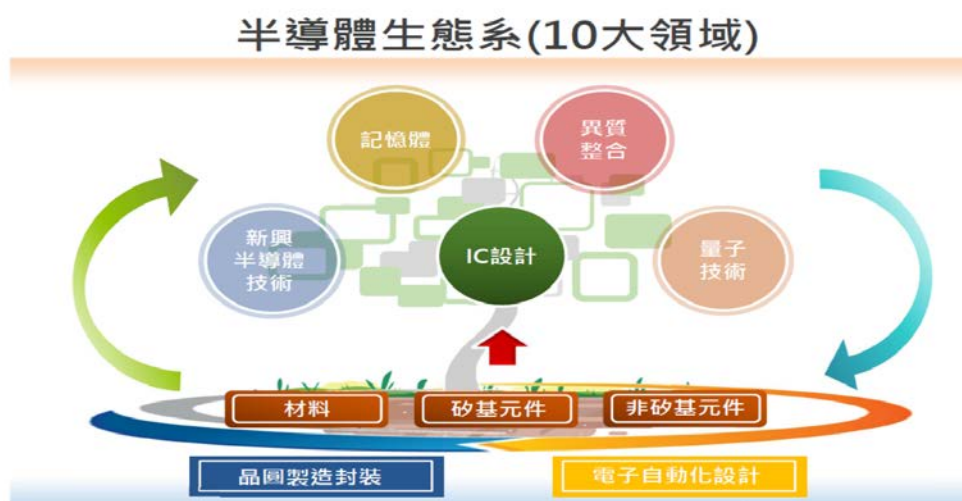 半導體生態系(10大領域)
記憶體
異質
整合
新興
半導體
技術
IC設計
量子
技術
材料
矽基元件
非矽基元件
晶圓製造封裝
電子自動化設計